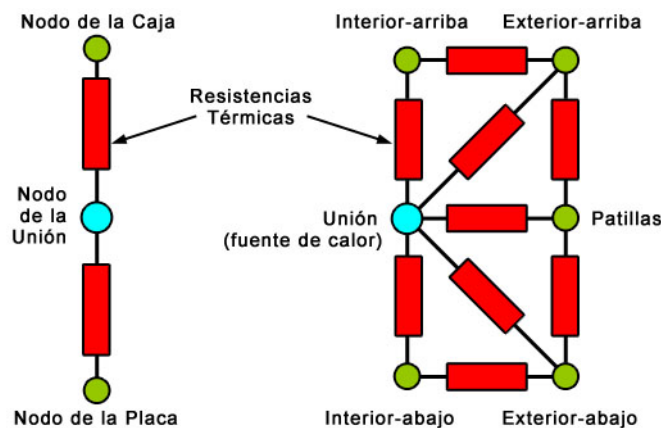 Nodo de la Caja
Interior-arriba
Exterior-arriba
Resistencias
Térmicas
Nodo
de la
Unión
Unión
(fuente de calor)
Patillas
Nodo de la Placa
Interior-abajo
Exterior-abajo